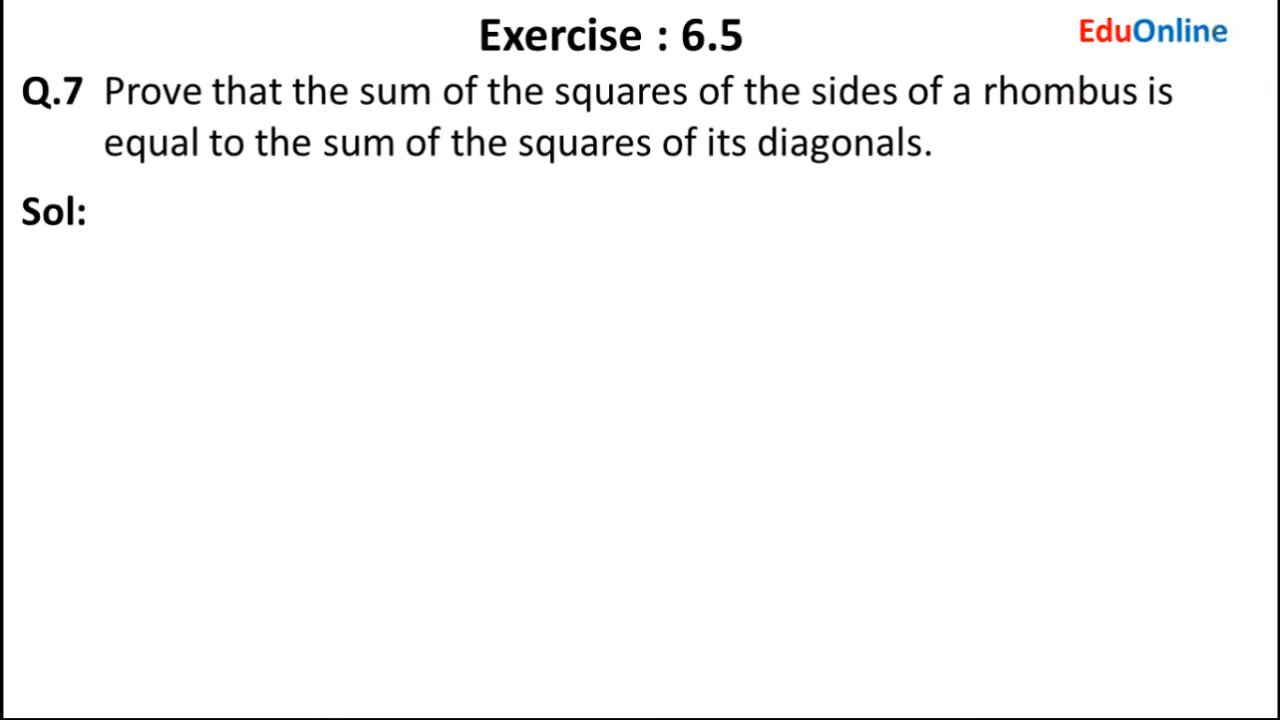 Exercise : 6.5
EduOnline
Q.7 Prove that the sum of the squares of the sides of a rhombus is
equal to the sum of the squares of its diagonals.
Sol: